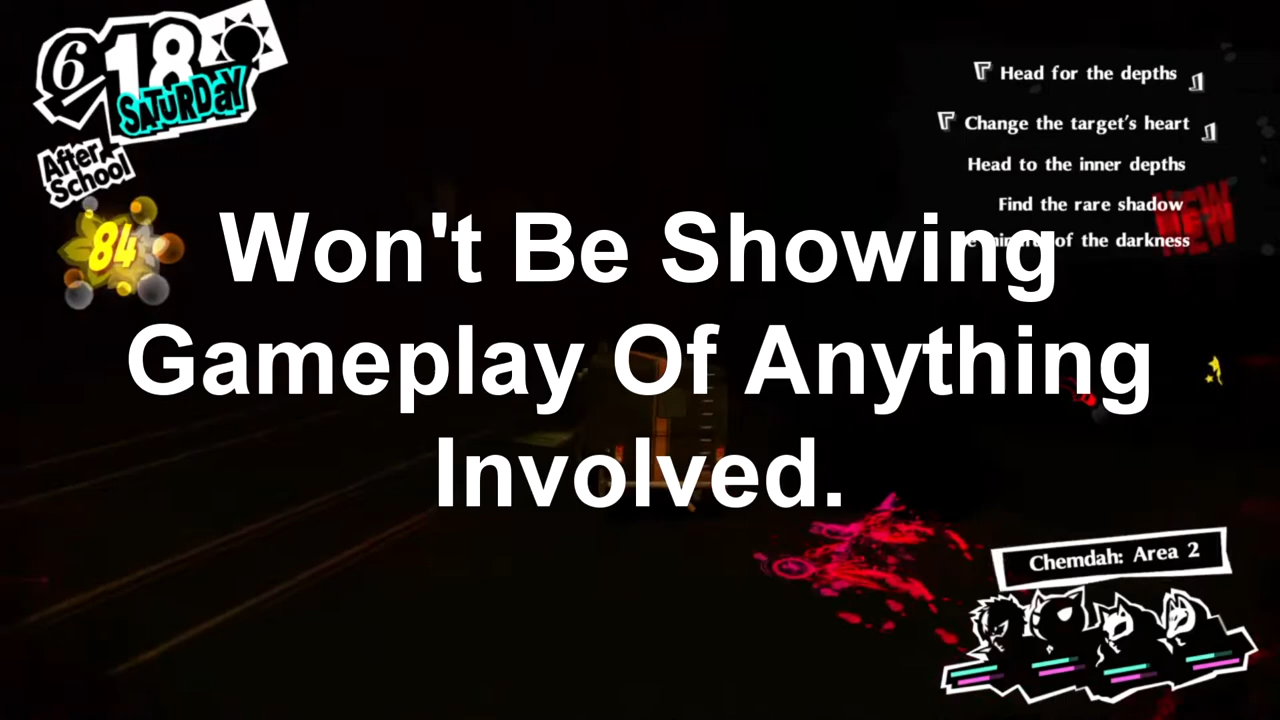 6 18
SATURDAY
After School
84
Head for the depths
Change the target's heart
Head to the inner depths
Find the rare shadow
of the darkness
NEW
Won't Be Showing
Gameplay Of Anything
Involved.
Chemdah: Area 2